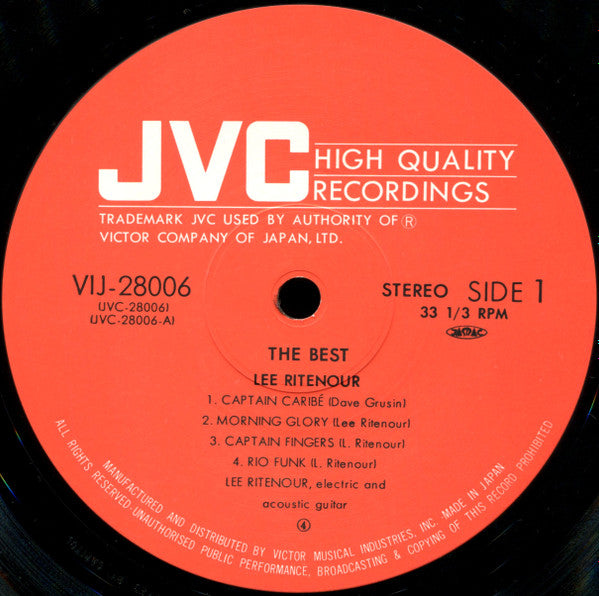 JVC HIGH QUALITY
RECORDINGS
TRADEMARK JVC USED BY AUTHORITY OF Ⓡ
VICTOR COMPANY OF JAPAN, LTD.
VIJ-28006
(JVC-28006)
(JVC-28006-A)
STEREO SIDE 1
33 1/3 RPM
JASRAC
THE BEST
LEE RITENOUR
1. CAPTAIN CARIBÉ (Dave Grusin)
2. MORNING GLORY (Lee Ritenour)
3. CAPTAIN FINGERS (L. Ritenour)
4. RIO FUNK (L. Ritenour)
LEE RITENOUR, electric and
acoustic guitar
④
MANUFACTURED AND DISTRIBUTED BY VICTOR MUSICAL INDUSTRIES, INC. MADE IN JAPAN
ALL RIGHTS RESERVED. UNAUTHORISED PUBLIC PERFORMANCE, BROADCASTING & COPYING OF THIS RECORD PROHIBITED